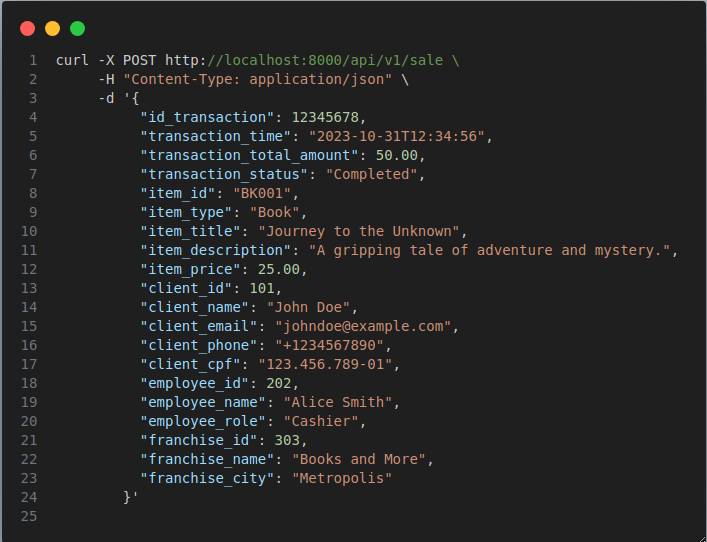 1 curl -X POST http://localhost:8000/api/v1/sale \
2 -H "Content-Type: application/json" \
3 -d '{
4 "id_transaction": 12345678,
5 "transaction_time": "2023-10-31T12:34:56",
6 "transaction_total_amount": 50.00,
7 "transaction_status": "Completed",
8 "item_id": "BK001",
9 "item_type": "Book",
10 "item_title": "Journey to the Unknown",
11 "item_description": "A gripping tale of adventure and mystery.",
12 "item_price": 25.00,
13 "client_id": 101,
14 "client_name": "John Doe",
15 "client_email": "johndoe@example.com",
16 "client_phone": "+1234567890",
17 "client_cpf": "123.456.789-01",
18 "employee_id": 202,
19 "employee_name": "Alice Smith",
20 "employee_role": "Cashier",
21 "franchise_id": 303,
22 "franchise_name": "Books and More",
23 "franchise_city": "Metropolis"
24 }'
25